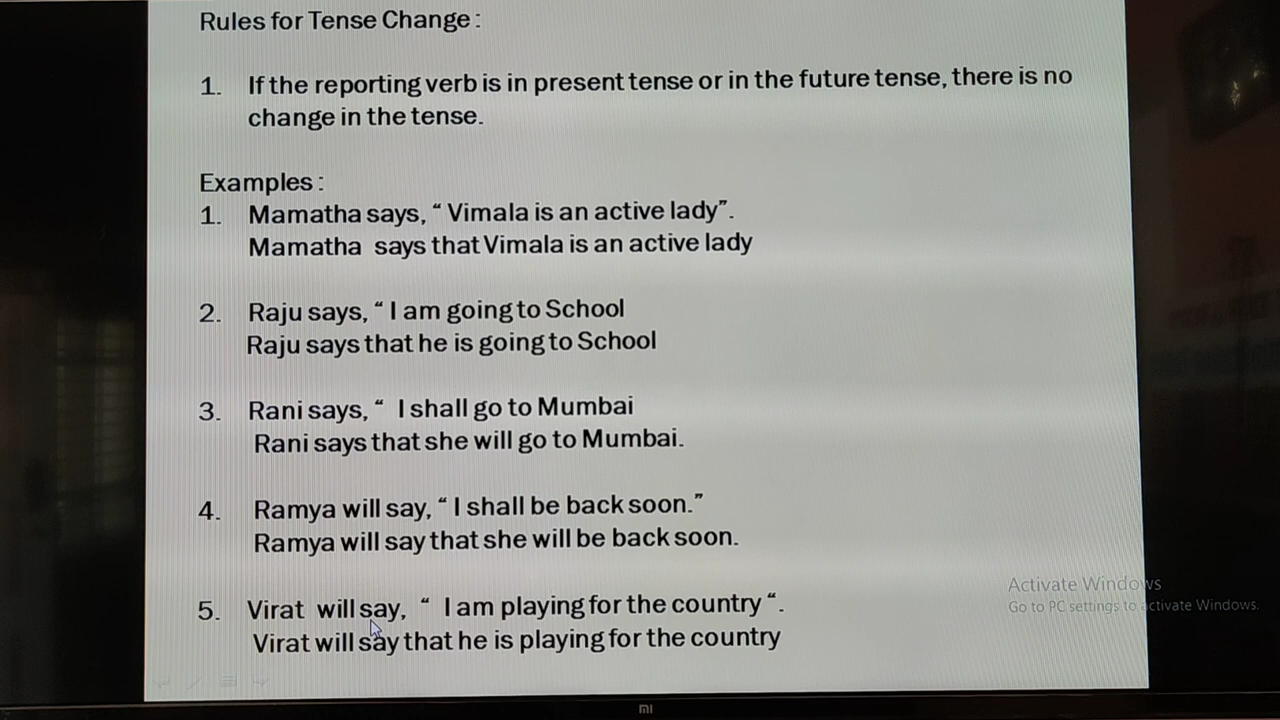 Rules for Tense Change :
1. If the reporting verb is in present tense or in the future tense, there is no
change in the tense.
Examples :
1. Mamatha says, “ Vimala is an active lady”.
Mamatha says that Vimala is an active lady
2. Raju says, “ I am going to School
Raju says that he is going to School
3. Rani says, “ I shall go to Mumbai
Rani says that she will go to Mumbai.
4. Ramya will say, “ I shall be back soon.”
Ramya will say that she will be back soon.
5. Virat will say, “ I am playing for the country “.
Virat will say that he is playing for the country
Activate Windows
Go to PC settings to activate Windows.
mi